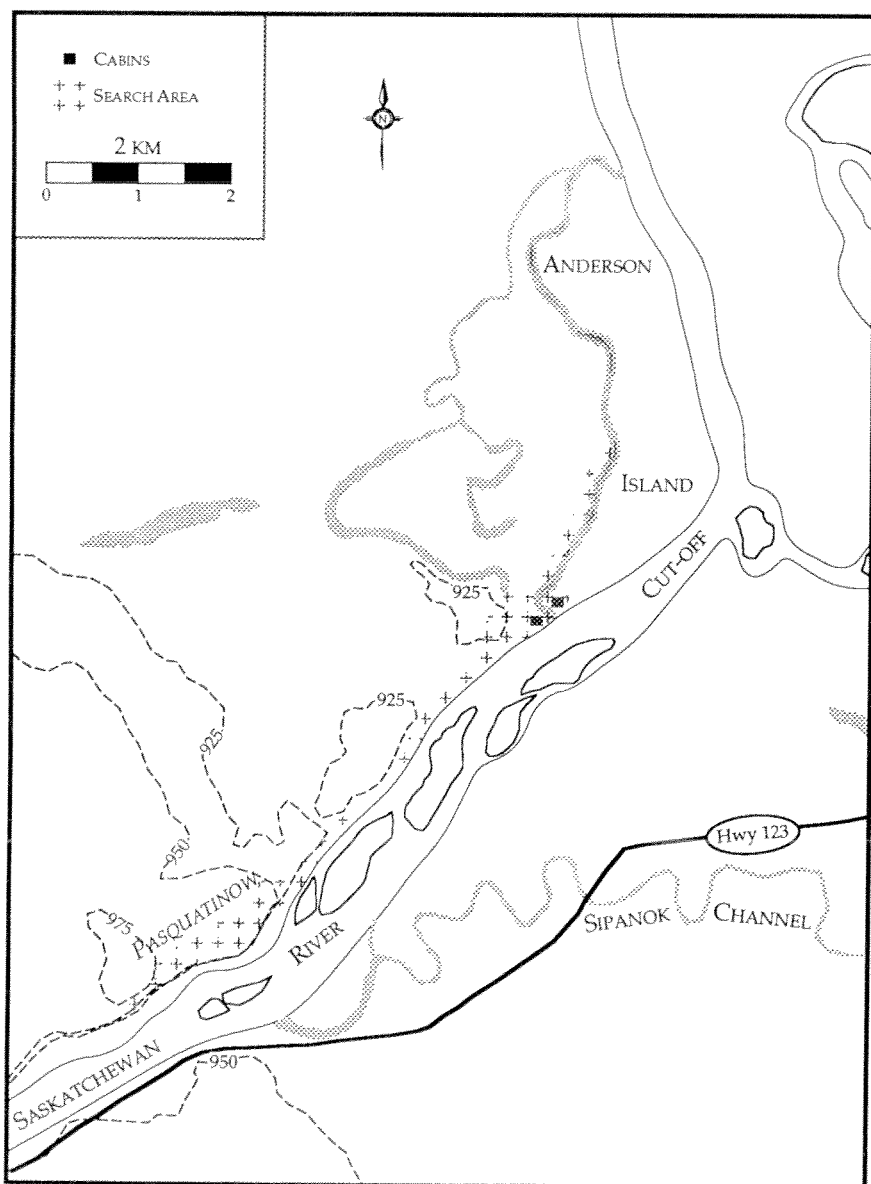 CABINS
SEARCH AREA
2 KM
0 1 2
N
ANDERSON
ISLAND
CUT-OFF
925
925
925
950
Hwy 123
PASQUATINOW
975
SIPANOK CHANNEL
RIVER
SASKATCHEWAN
950